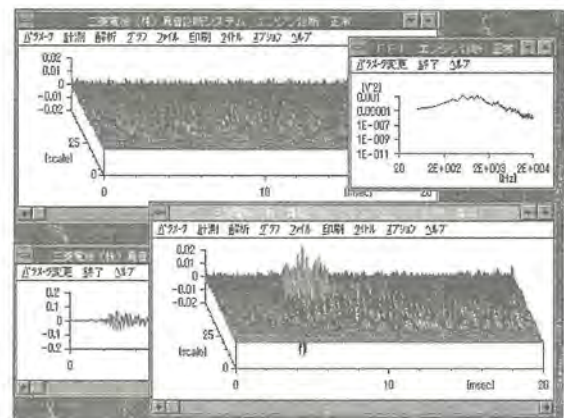 三菱電機（株）異音診断システム エンジン診断 正常
パラメータ 計測 解析 グラフ ファイル 印刷 タイトル オプション ヘルプ
0.02
0.01
0
-0.01
-0.02
25
[scale]
0
0
10
[msec]
20
FFT エンジン診断 正常
パラメータ変更 終了 ヘルプ
[V^2]
0.001
0.00001
1E-007
1E-009
1E-011
20
2E+002
2E+003
2E+004
[Hz]
三菱電機（株）異音
パラメータ変更 終了 ヘルプ
0.2
0.1
0
-0.1
-0.2
0
パラメータ 計測 解析 グラフ ファイル 印刷 タイトル オプション ヘルプ
0.02
0.01
0
-0.01
-0.02
25
[scale]
0
0
10
[msec]
20